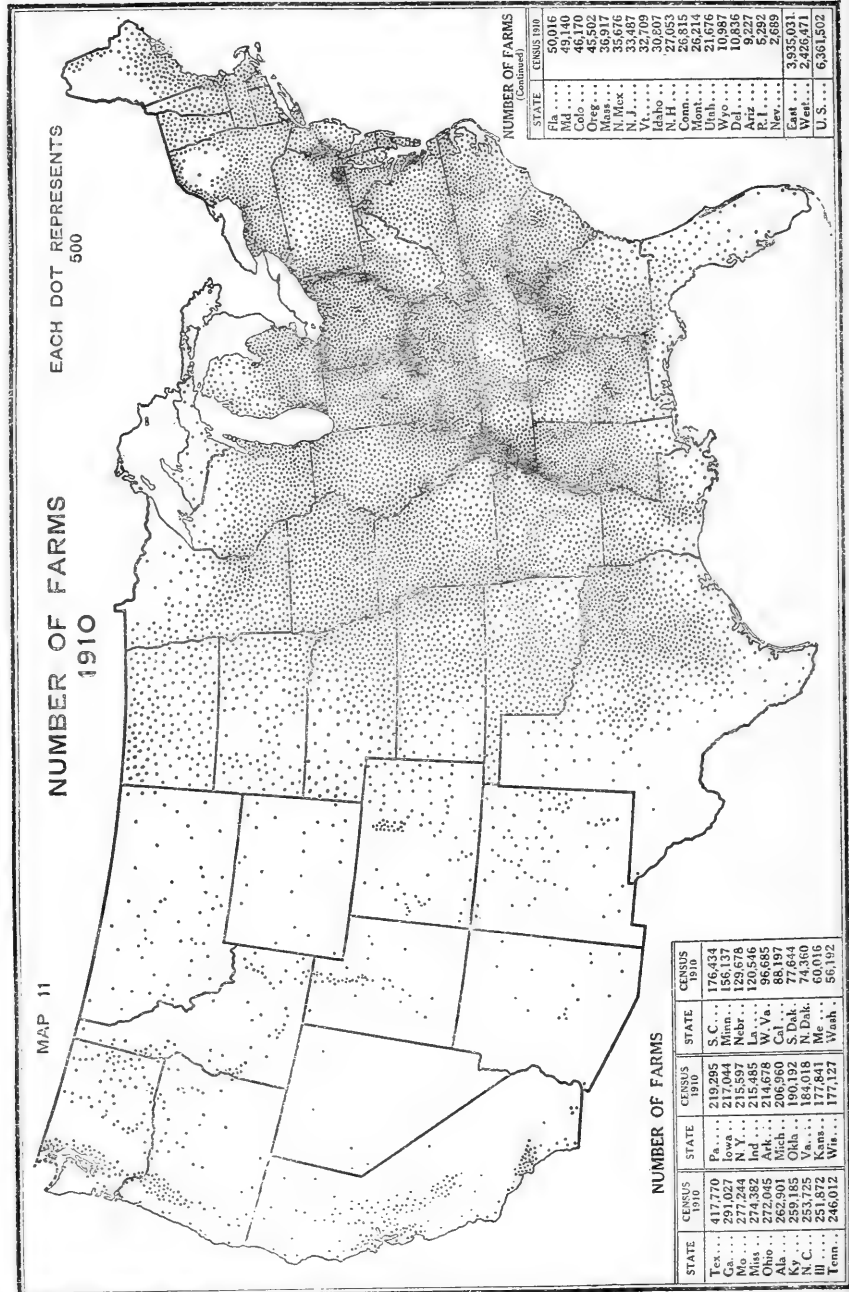 MAP 11
NUMBER OF FARMS
1910
EACH DOT REPRESENTS
500
NUMBER OF FARMS
STATE CENSUS 1910 STATE CENSUS 1910 STATE CENSUS 1910
Tex... 417,770 Pa.... 219,295 S. C... 176,434
Ga.... 291,027 Iowa... 217,044 Minn.. 156,137
Mo... 277,244 N. Y... 215,597 Nebr.. 129,678
Miss... 274,382 Ind.... 215,485 La.... 120,546
Ohio... 272,045 Ark... 214,678 W. Va. 96,685
Ala.... 262,901 Mich.. 206,960 Cal... 88,197
Ky.... 259,185 Okla.. 190,192 S. Dak. 77,644
N. C... 253,725 Va.... 184,018 N. Dak. 74,360
Ill.... 251,872 Kans.. 177,841 Me.... 60,016
Tenn.. 246,012 Wis... 177,127 Wash.. 56,192
NUMBER OF FARMS
(Continued)
STATE CENSUS 1910
Fla.... 50,016
Md.... 49,140
Colo... 46,170
Oreg... 45,502
Mass... 36,917
N. Mex 35,676
N. J.... 33,487
Vt..... 32,709
Idaho.. 30,807
N. H... 27,053
Conn... 26,815
Mont... 26,214
Utah... 21,676
Wyo... 10,987
Del.... 10,836
Ariz... 9,227
R. I.... 5,292
Nev.... 2,689
East... 3,935,031.
West.. 2,426,471
U. S... 6,361,502